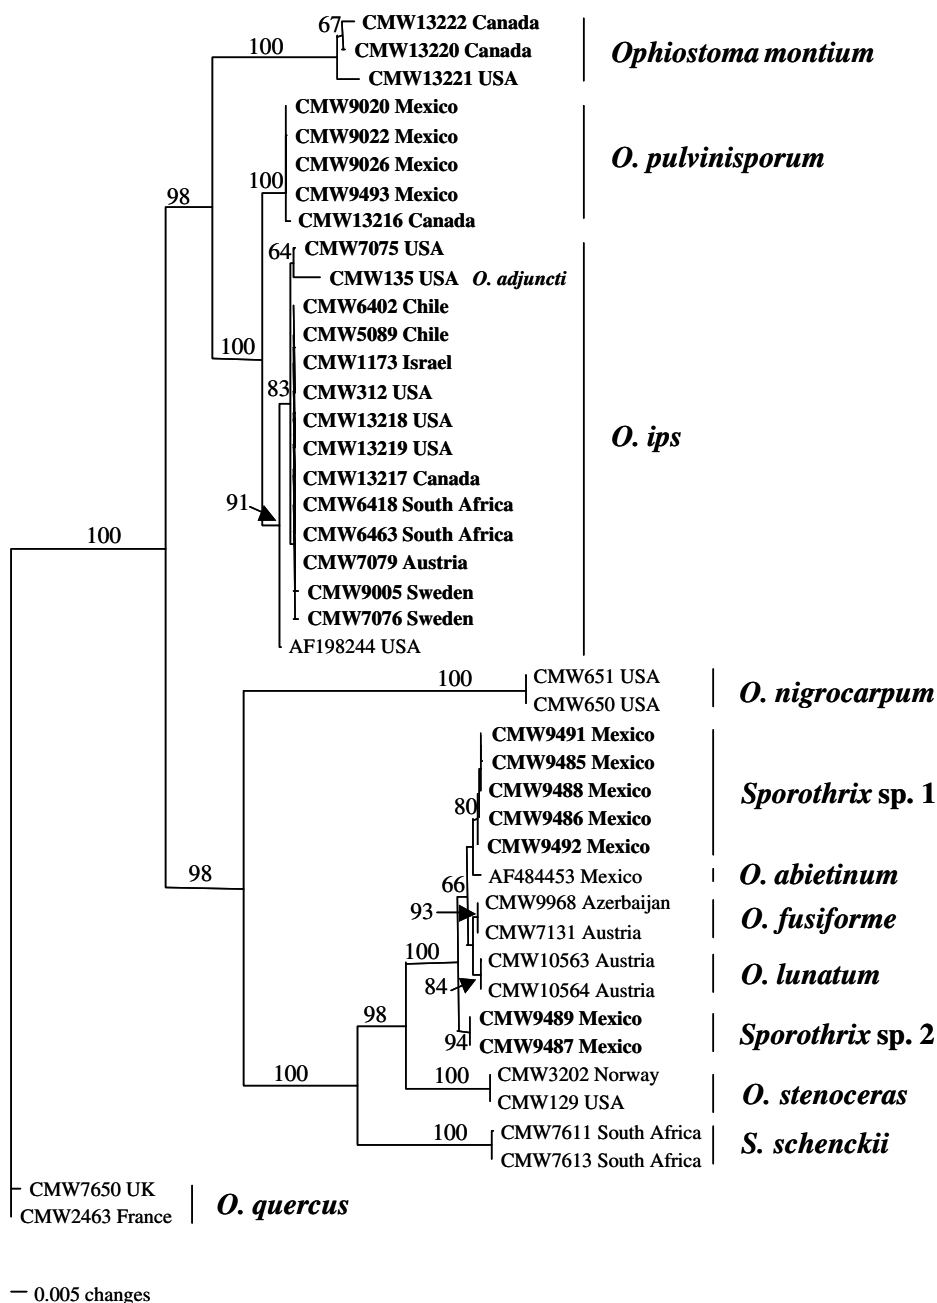 67 CMW13222 Canada
100 CMW13220 Canada Ophiostoma montium
CMW13221 USA
CMW9020 Mexico
CMW9022 Mexico
CMW9026 Mexico O. pulvinisporum
100 CMW9493 Mexico
98
CMW13216 Canada
64 CMW7075 USA
CMW135 USA O. adjuncti
CMW6402 Chile
CMW5089 Chile
100 CMW1173 Israel
83 CMW312 USA
CMW13218 USA
O. ips
CMW13219 USA
CMW13217 Canada
91 CMW6418 South Africa
100 CMW6463 South Africa
CMW7079 Austria
CMW9005 Sweden
CMW7076 Sweden
AF198244 USA
100 CMW651 USA
O. nigrocarpum
CMW650 USA
CMW9491 Mexico
CMW9485 Mexico
CMW9488 Mexico Sporothrix sp. 1
80 CMW9486 Mexico
CMW9492 Mexico
98 AF484453 Mexico O. abietinum
66
93 CMW9968 Azerbaijan
O. fusiforme
CMW7131 Austria
100 CMW10563 Austria
O. lunatum
84 CMW10564 Austria
98 CMW9489 Mexico
Sporothrix sp. 2
94 CMW9487 Mexico
100 100 CMW3202 Norway
O. stenoceras
CMW129 USA
100 CMW7611 South Africa
S. schenckii
CMW7613 South Africa
CMW7650 UK
O. quercus
CMW2463 France
0.005 changes